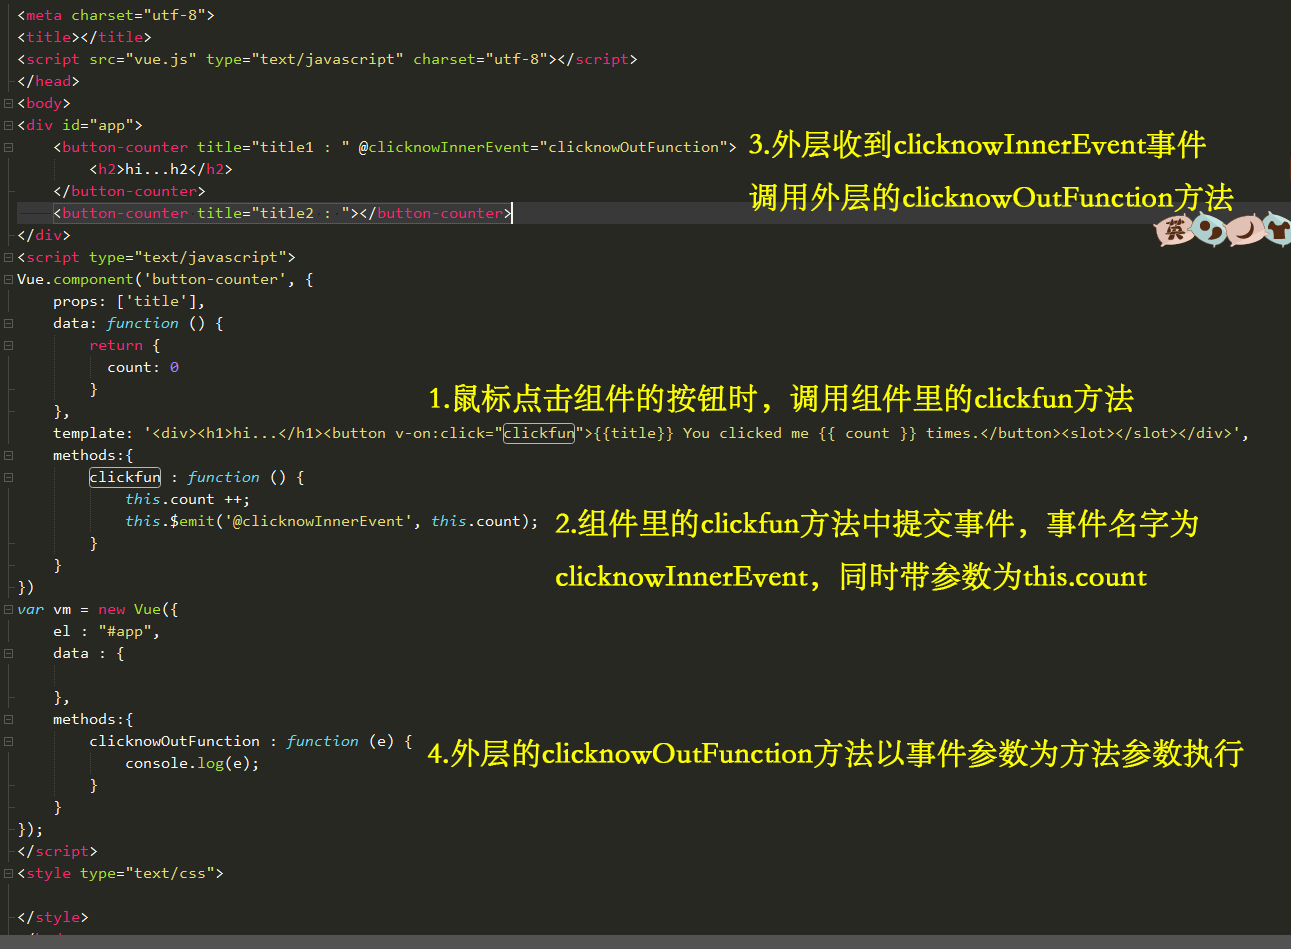 <meta charset="utf-8">
<title></title>
<script src="vue.js" type="text/javascript" charset="utf-8"></script>
</head>
<body>
<div id="app">
<button-counter title="title1 : " @clicknowInnerEvent="clicknowOutFunction"> 3.外层收到clicknowInnerEvent事件
<h2>hi...h2</h2>
</button-counter> 调用外层的clicknowOutFunction方法
<button-counter title="title2 : "></button-counter>
英
</div>
<script type="text/javascript">
Vue.component('button-counter', {
props: ['title'],
data: function () {
return {
count: 0
}
1.鼠标点击组件的按钮时，调用组件里的clickfun方法
},
template: '<div><h1>hi...</h1><button v-on:click="clickfun">{{title}} You clicked me {{ count }} times.</button><slot></slot></div>',
methods:{
clickfun : function () {
this.count ++;
this.$emit('@clicknowInnerEvent', this.count); 2.组件里的clickfun方法中提交事件，事件名字为
}
clicknowInnerEvent，同时带参数为this.count
}
})
var vm = new Vue({
el : "#app",
data : {
},
methods:{
clicknowOutFunction : function (e) { 4.外层的clicknowOutFunction方法以事件参数为方法参数执行
console.log(e);
}
}
});
</script>
<style type="text/css">
</style>